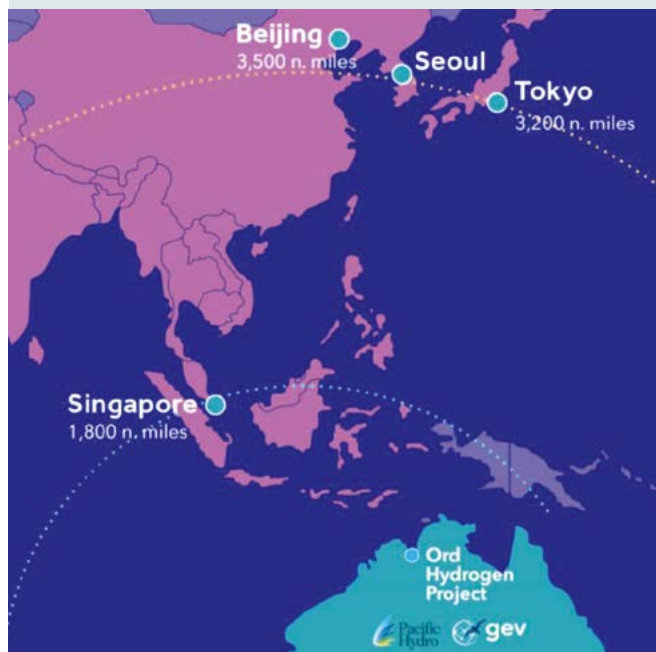 Beijing
3,500 n. miles
Seoul
Tokyo
3,200 n. miles
Singapore
1,800 n. miles
Ord
Hydrogen
Project
Pacific
Hydro
gev